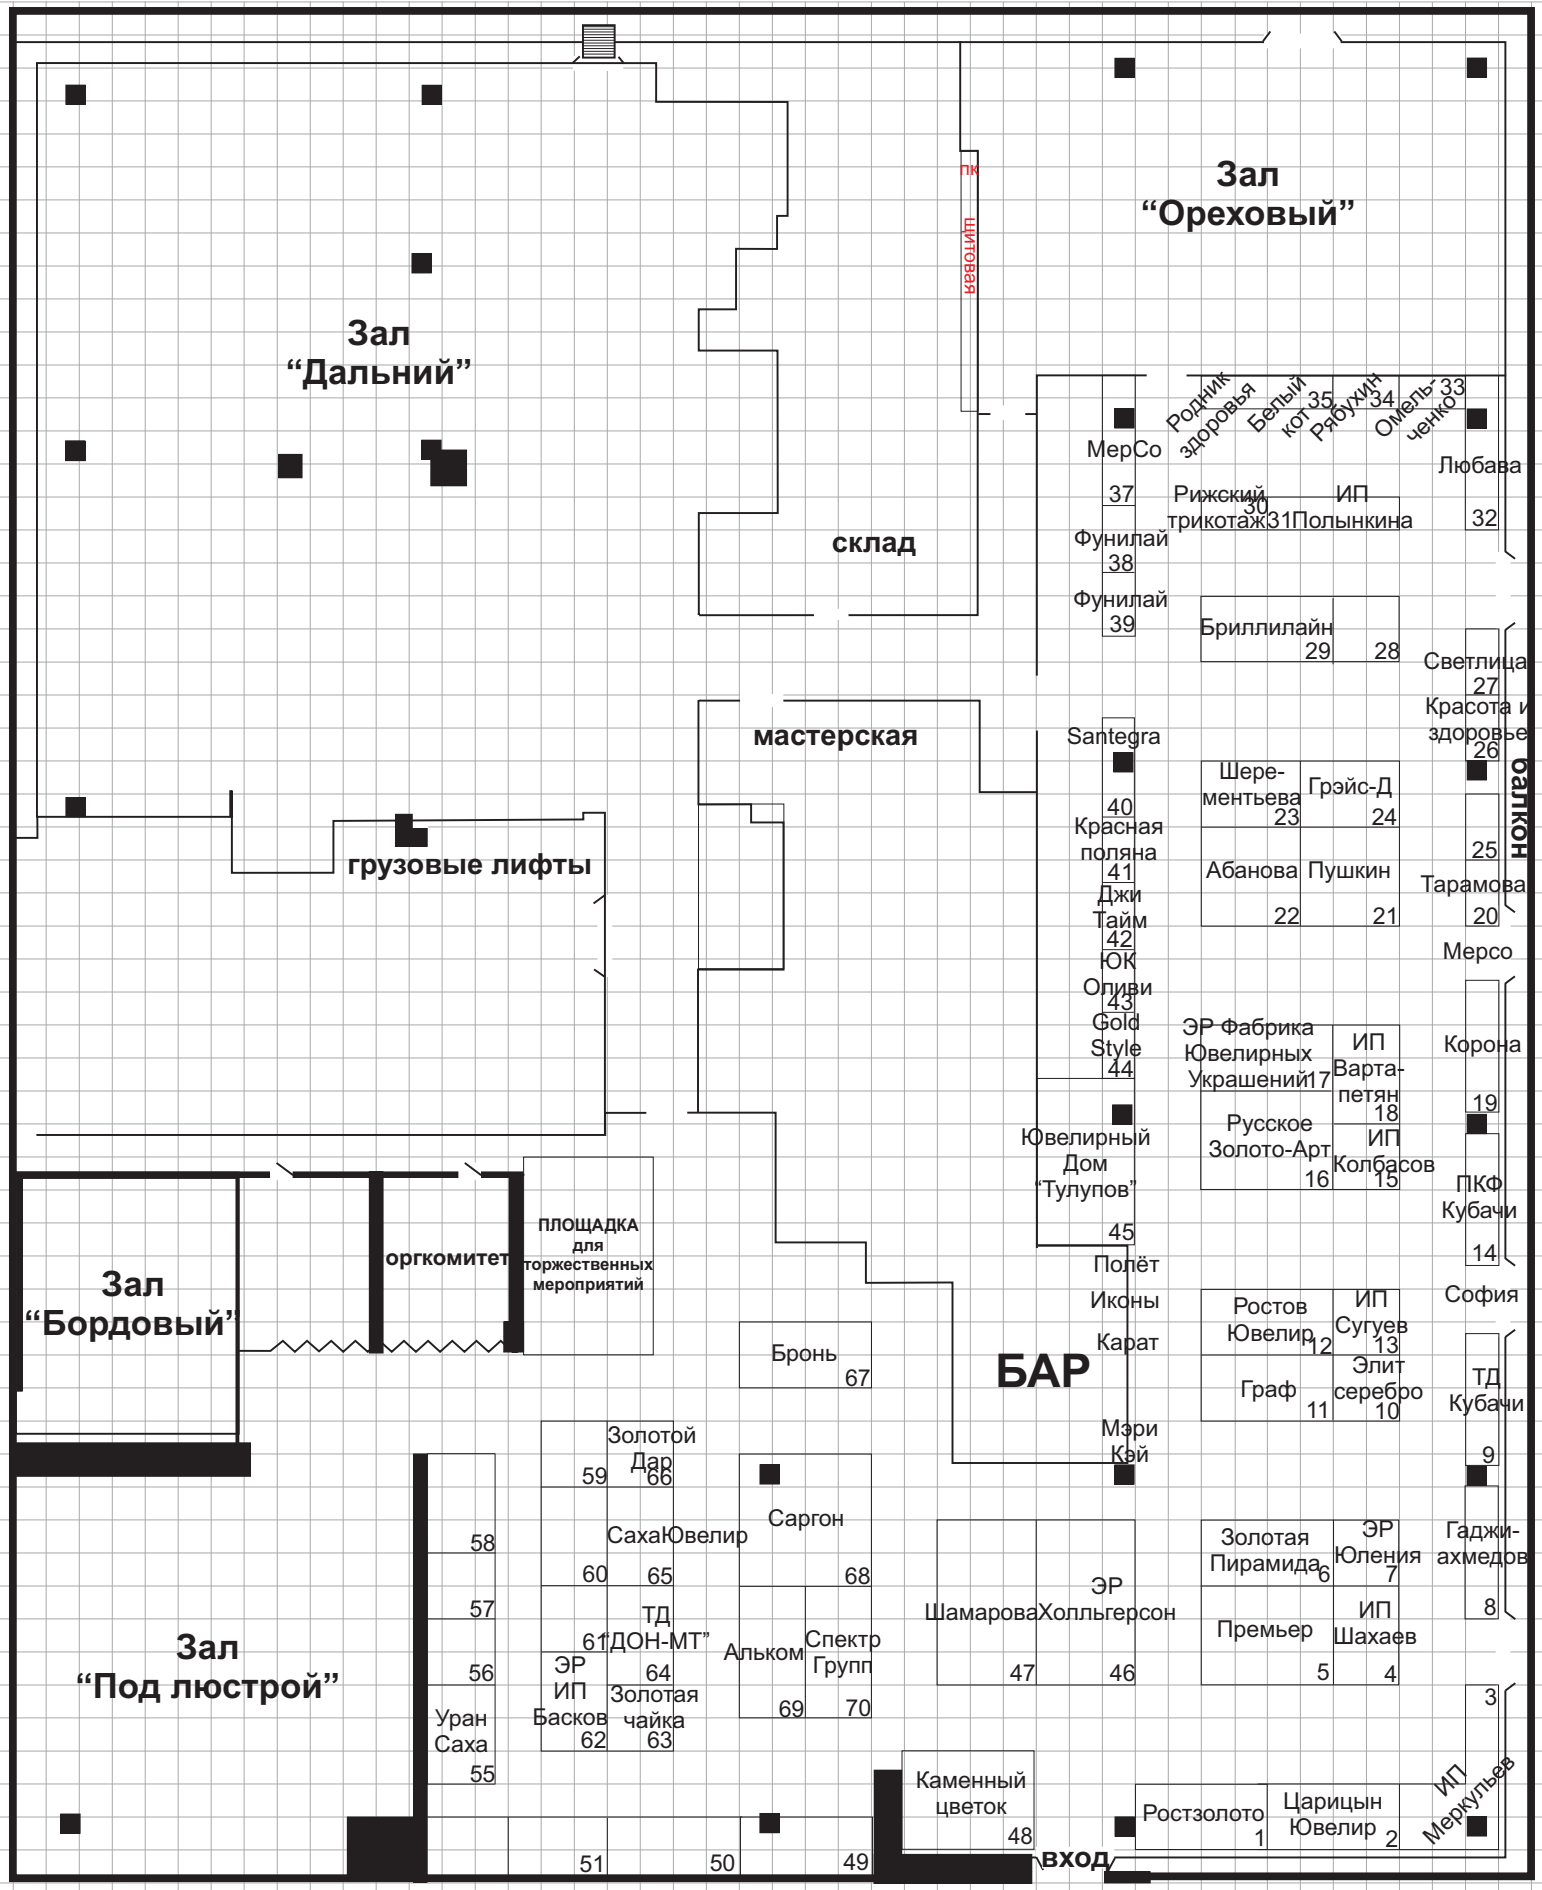 ПК
щитовая
Зал
“Ореховый”
Зал
“Дальний”
Родник
здоровья
Белый
кот
35
Рябухин
34
Омель-
ченко
33
МерСо
37
Любава
32
Рижский
трикотаж
30
31
ИП
Полынкина
склад
Фунилай
38
Фунилай
39
Бриллилайн
29
28
Светлица
27
Красота и
здоровье
26
балкон
мастерская
Santegra
40
Шере-
ментьева
23
Грэйс-Д
24
25
Красная
поляна
41
Абанова
22
Пушкин
21
Тарамова
20
грузовые лифты
Джи
Тайм
42
Мерсо
ЮК
Оливи
43
Gold
Style
44
ЭР Фабрика
Ювелирных
Украшений
17
ИП
Варта-
петян
18
Корона
19
Ювелирный
Дом
“Тулупов”
45
Русское
Золото-Арт
16
ИП
Колбасов
15
ПКФ
Кубачи
14
ПЛОЩАДКА
для
торжественных
мероприятий
оргкомитет
Зал
“Бордовый”
Полёт
Иконы
Карат
БАР
Мэри
Кэй
Ростов
Ювелир
12
ИП
Сугуев
13
София
Граф
11
Элит
серебро
10
ТД
Кубачи
9
Бронь
67
59
Золотой
Дар
66
58
60
СахаЮвелир
65
Саргон
68
57
61
ТД
“ДОН-МТ”
64
56
Альком
69
Спектр
Групп
70
Шамарова
47
ЭР
Холльгерсон
46
Золотая
Пирамида
6
ЭР
Юления
7
Гаджи-
ахмедов
8
Премьер
5
ИП
Шахаев
4
Зал
“Под люстрой”
Уран
Саха
55
ЭР
ИП
Басков
62
Золотая
чайка
63
3
ИП
Меркульев
Каменный
цветок
48
Ростзолото
1
Царицын
Ювелир
2
51
50
49
вход